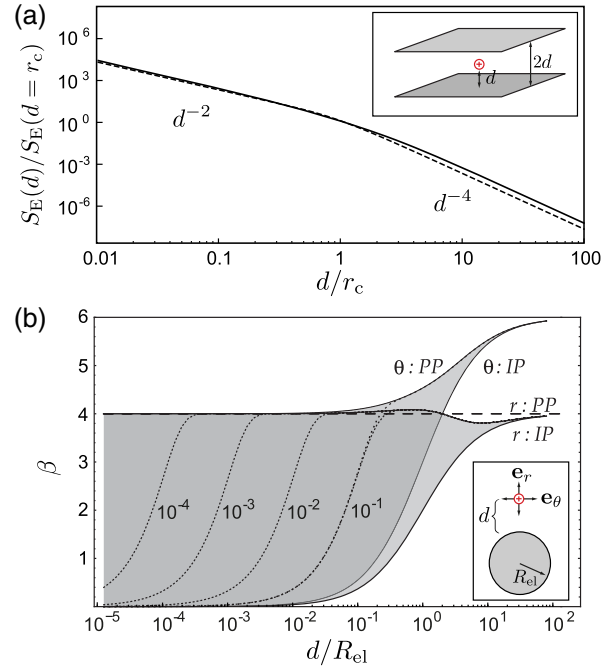 (a)
10^6
10^3
10^0
10^-3
10^-6
S_E(d)/S_E(d = r_c)
d^-2
d^-4
2d
d
0.01 0.1 1 10 100
d/r_c
(b)
6
5
4
3
2
1
β
θ : PP θ : IP
r : PP
r : IP
10^-4 10^-3 10^-2 10^-1
e_r
e_θ
d
R_el
10^-5 10^-4 10^-3 10^-2 10^-1 10^0 10^1 10^2
d/R_el